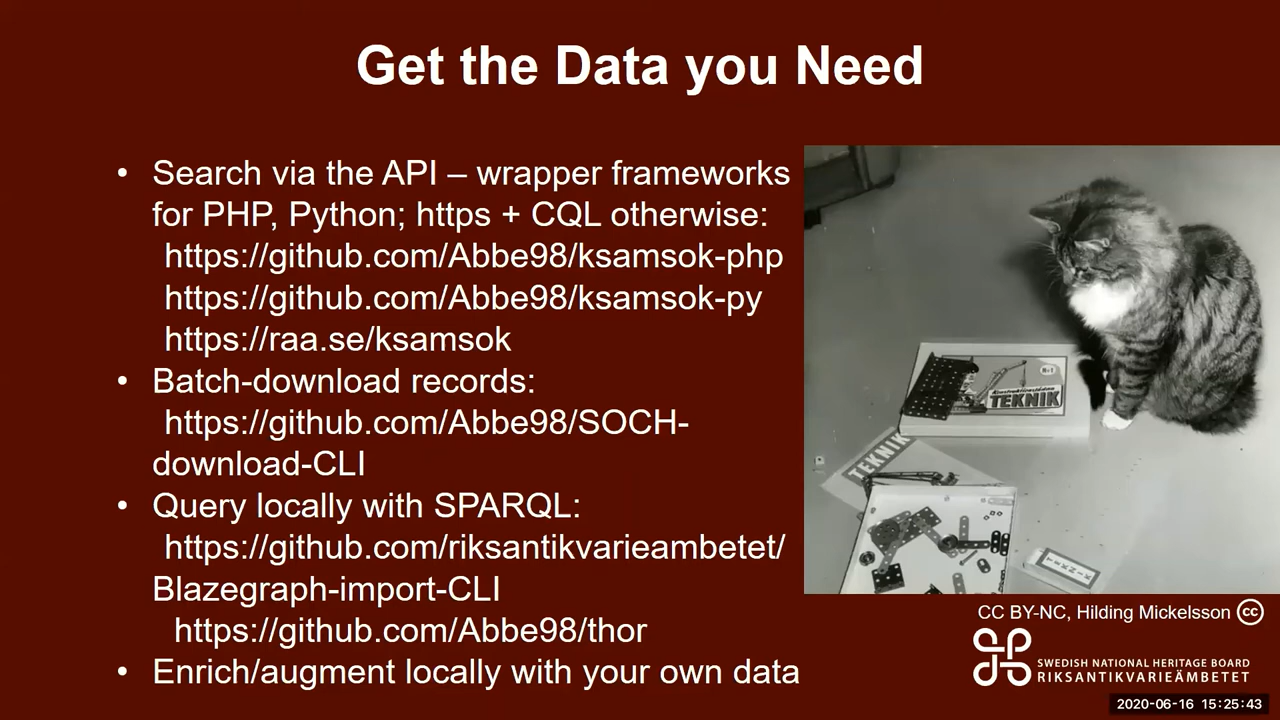 Get the Data you Need
• Search via the API – wrapper frameworks
for PHP, Python; https + CQL otherwise:
https://github.com/Abbe98/ksamsok-php
https://github.com/Abbe98/ksamsok-py
https://raa.se/ksamsok
• Batch-download records:
https://github.com/Abbe98/SOCH-
download-CLI
• Query locally with SPARQL:
https://github.com/riksantikvarieambetet/
Blazegraph-import-CLI
https://github.com/Abbe98/thor
• Enrich/augment locally with your own data
TEKNIK
TEKNIK
TEKNIK
CC BY-NC, Hilding Mickelsson cc
SWEDISH NATIONAL HERITAGE BOARD
RIKSANTIKVARIEÄMBETET
2020-06-16 15:25:43